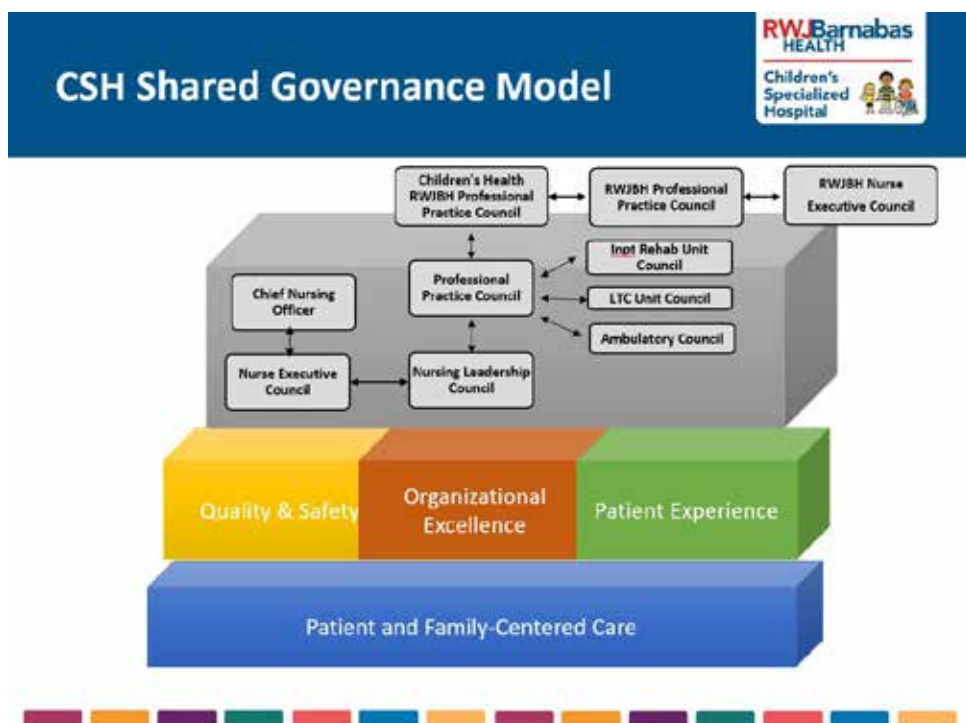 RWJBarnabas
HEALTH
Children's
Specialized
Hospital
CSH Shared Governance Model
Children's Health
RWJBH Professional
Practice Council
RWJBH Professional
Practice Council
RWJBH Nurse
Executive Council
Inpt Rehab Unit
Council
Professional
Practice Council
LTC Unit Council
Chief Nursing
Officer
Ambulatory Council
Nurse Executive
Council
Nursing Leadership
Council
Quality & Safety
Organizational
Excellence
Patient Experience
Patient and Family-Centered Care